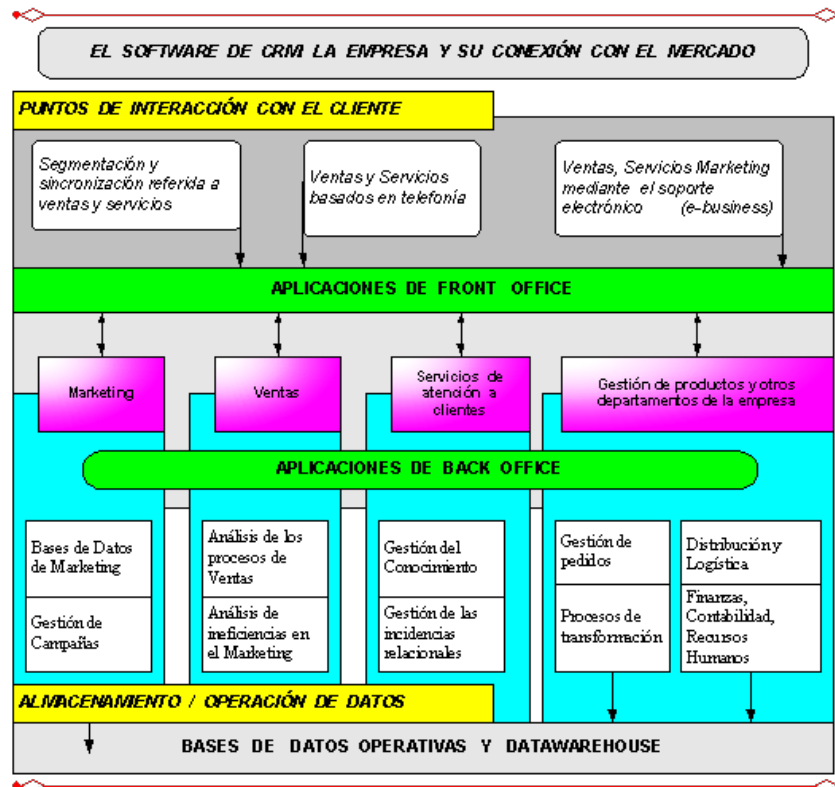 EL SOFTWARE DE CRM LA EMPRESA Y SU CONEXIÓN CON EL MERCADO
PUNTOS DE INTERACCIÓN CON EL CLIENTE
Segmentación y
sincronización referida a
ventas y servicios
Ventas y Servicios
basados en telefonía
Ventas, Servicios Marketing
mediante el soporte
electrónico (e-business)
APLICACIONES DE FRONT OFFICE
Marketing
Ventas
Servicios de
atención a
clientes
Gestión de productos y otros
departamentos de la empresa
APLICACIONES DE BACK OFFICE
Bases de Datos
de Marketing
Gestión de
Campañas
Análisis de los
procesos de
Ventas
Análisis de
ineficiencias en
el Marketing
Gestión del
Conocimiento
Gestión de las
incidencias
relacionales
Gestión de
pedidos
Procesos de
transformación
Distribución y
Logística
Finanzas,
Contabilidad,
Recursos
Humanos
ALMACENAMIENTO / OPERACIÓN DE DATOS
BASES DE DATOS OPERATIVAS Y DATAWAREHOUSE